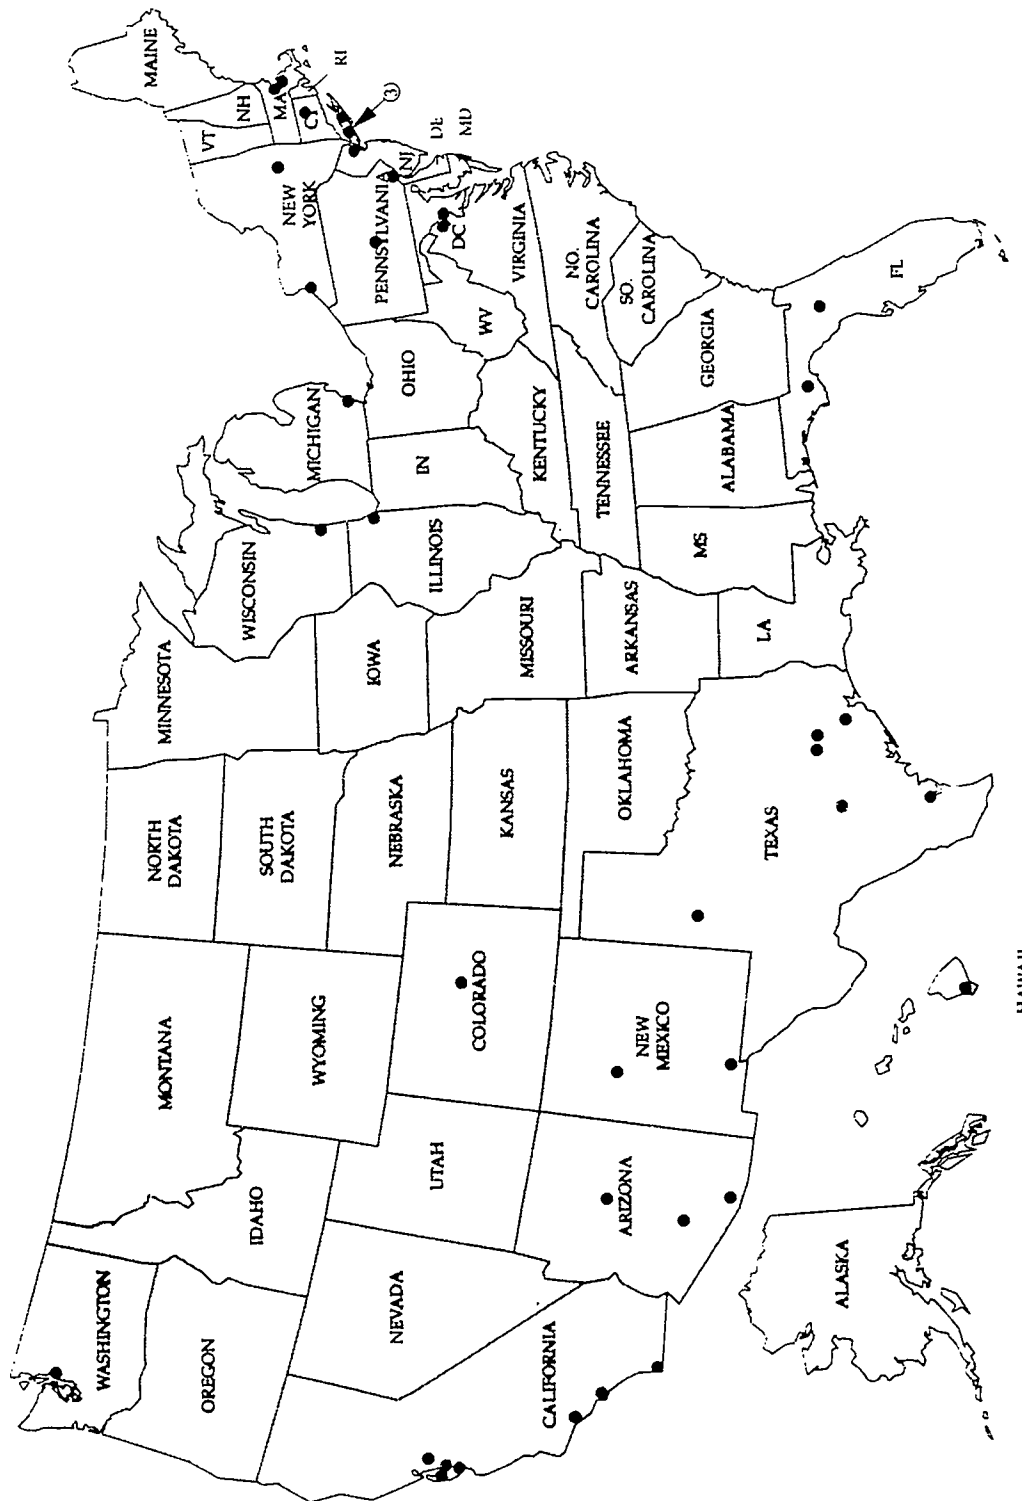 WASHINGTON
OREGON
IDAHO
MONTANA
NORTH
DAKOTA
SOUTH
DAKOTA
MINNESOTA
WISCONSIN
MICHIGAN
WYOMING
NEBRASKA
IOWA
NEVADA
UTAH
COLORADO
KANSAS
MISSOURI
ILLINOIS
IN
OHIO
CALIFORNIA
ARIZONA
NEW
MEXICO
OKLAHOMA
ARKANSAS
TEXAS
LA
MS
ALABAMA
GEORGIA
FL
TENNESSEE
KENTUCKY
WV
VIRGINIA
NO.
CAROLINA
SO.
CAROLINA
PENNSYLVANIA
NEW
YORK
VT
NH
MAINE
MA
CT
RI
(3)
NJ
DE
MD
DC
ALASKA
HAWAII